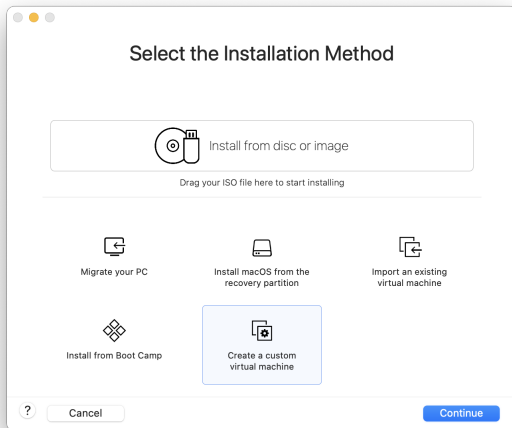 Select the Installation Method
Install from disc or image
Drag your ISO file here to start installing
Migrate your PC
Install macOS from the
recovery partition
Import an existing
virtual machine
Install from Boot Camp
Create a custom
virtual machine
?
Cancel
Continue